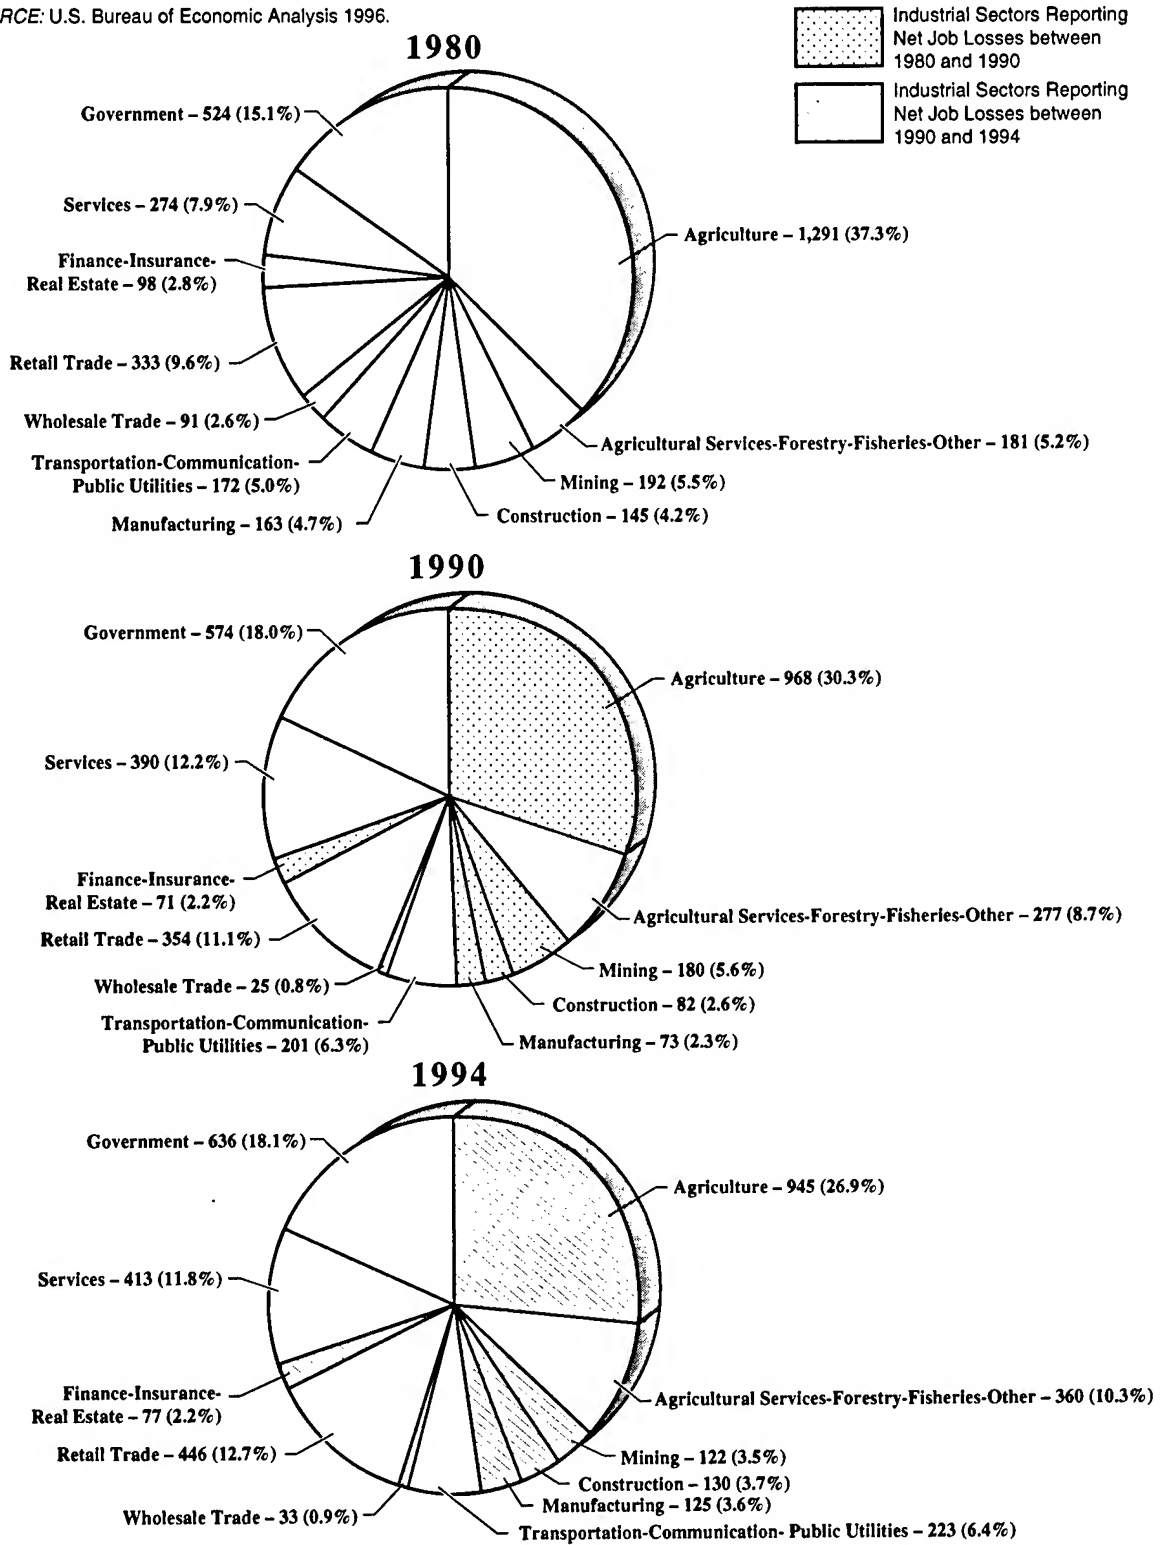 RCE: U.S. Bureau of Economic Analysis 1996.
Industrial Sectors Reporting
Net Job Losses between
1980 and 1990
Industrial Sectors Reporting
Net Job Losses between
1990 and 1994
1980
Government – 524 (15.1%)
Services – 274 (7.9%)
Finance-Insurance-
Real Estate – 98 (2.8%)
Retail Trade – 333 (9.6%)
Wholesale Trade – 91 (2.6%)
Transportation-Communication-
Public Utilities – 172 (5.0%)
Manufacturing – 163 (4.7%)
Agriculture – 1,291 (37.3%)
Agricultural Services-Forestry-Fisheries-Other – 181 (5.2%)
Mining – 192 (5.5%)
Construction – 145 (4.2%)
1990
Government – 574 (18.0%)
Services – 390 (12.2%)
Finance-Insurance-
Real Estate – 71 (2.2%)
Retail Trade – 354 (11.1%)
Wholesale Trade – 25 (0.8%)
Transportation-Communication-
Public Utilities – 201 (6.3%)
Agriculture – 968 (30.3%)
Agricultural Services-Forestry-Fisheries-Other – 277 (8.7%)
Mining – 180 (5.6%)
Construction – 82 (2.6%)
Manufacturing – 73 (2.3%)
1994
Government – 636 (18.1%)
Services – 413 (11.8%)
Finance-Insurance-
Real Estate – 77 (2.2%)
Retail Trade – 446 (12.7%)
Wholesale Trade – 33 (0.9%)
Agriculture – 945 (26.9%)
Agricultural Services-Forestry-Fisheries-Other – 360 (10.3%)
Mining – 122 (3.5%)
Construction – 130 (3.7%)
Manufacturing – 125 (3.6%)
Transportation-Communication- Public Utilities – 223 (6.4%)